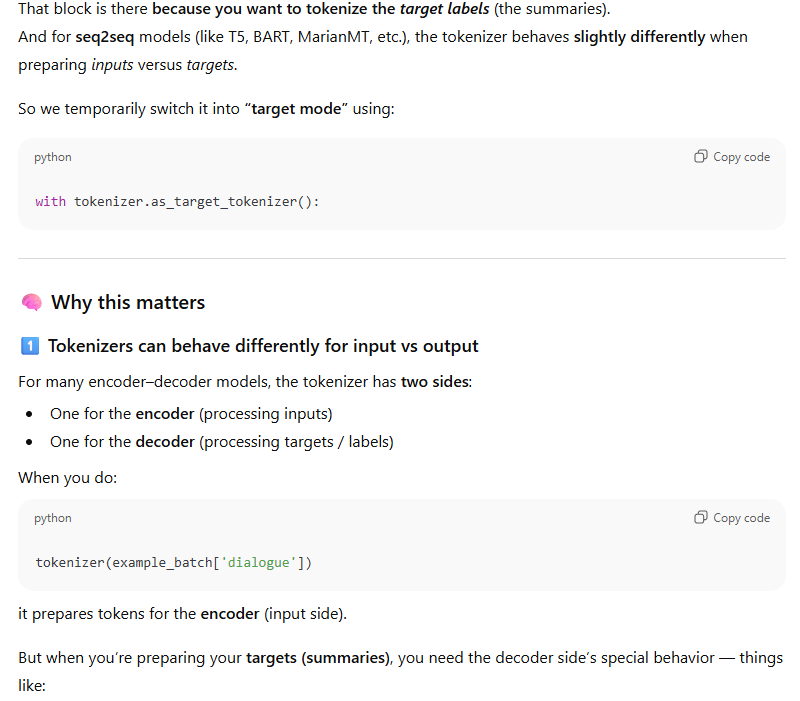 That block is there because you want to tokenize the target labels (the summaries).
And for seq2seq models (like T5, BART, MarianMT, etc.), the tokenizer behaves slightly differently when
preparing inputs versus targets.
So we temporarily switch it into “target mode” using:
python
Copy code
with tokenizer.as_target_tokenizer():
🧠 Why this matters
1️⃣ Tokenizers can behave differently for input vs output
For many encoder–decoder models, the tokenizer has two sides:
• One for the encoder (processing inputs)
• One for the decoder (processing targets / labels)
When you do:
python
Copy code
tokenizer(example_batch['dialogue'])
it prepares tokens for the encoder (input side).
But when you’re preparing your targets (summaries), you need the decoder side’s special behavior — things
like: